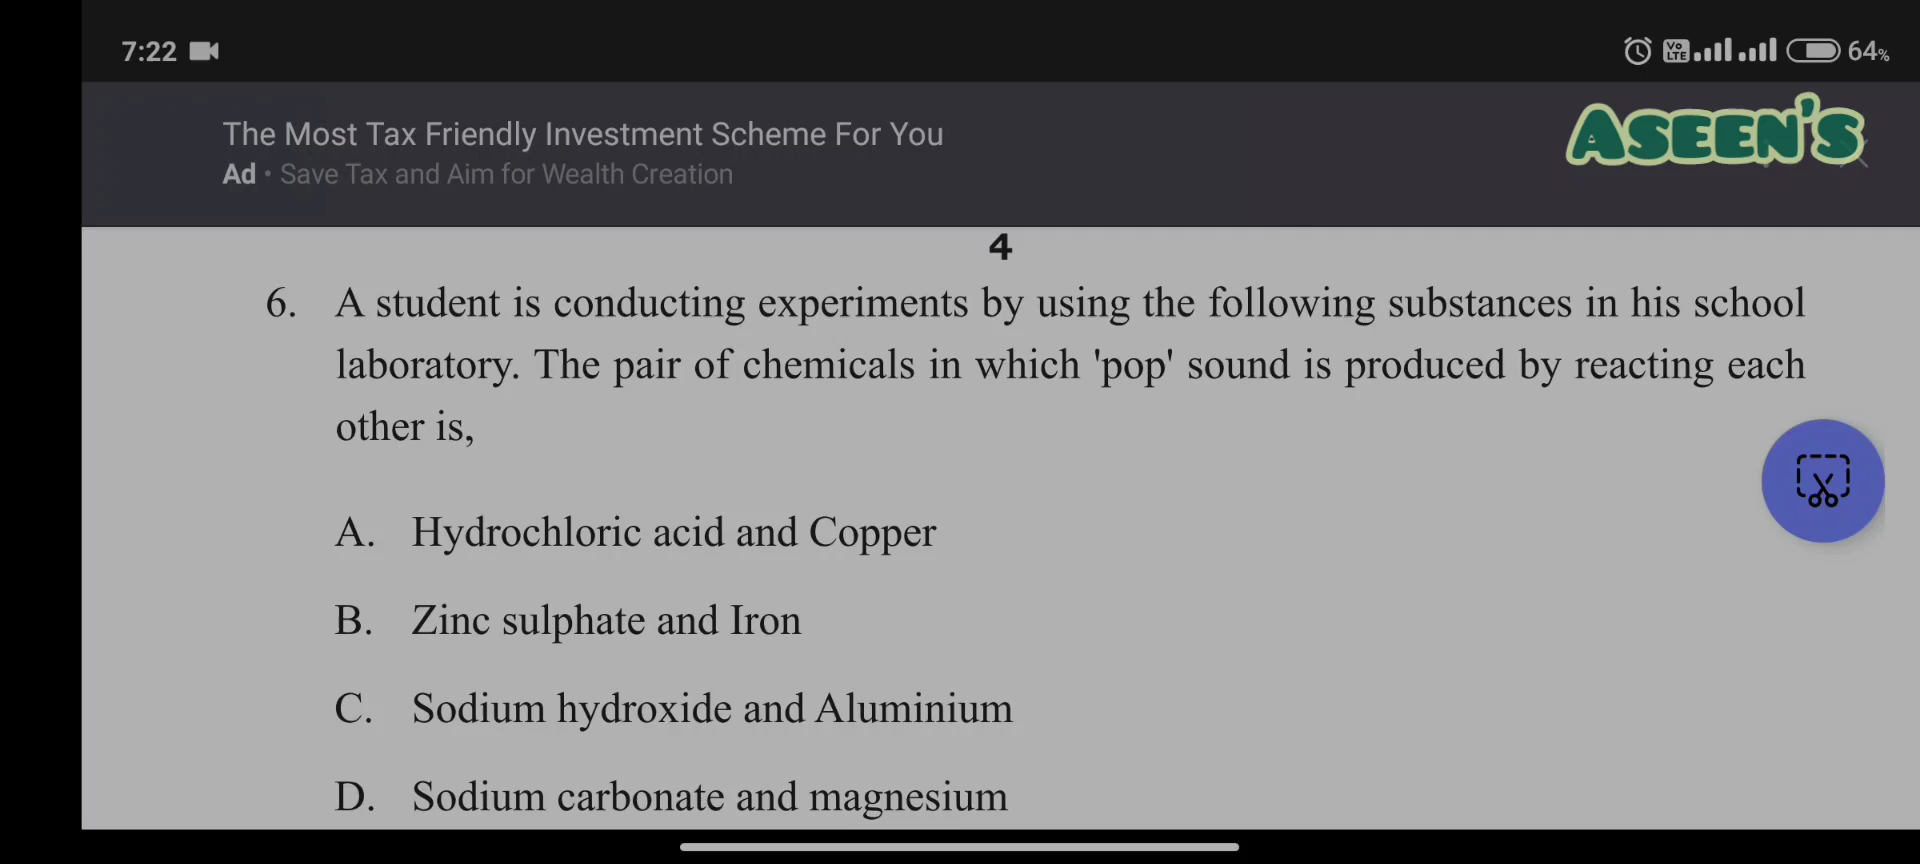 7:22
Vo LTE 64%
The Most Tax Friendly Investment Scheme For You
Ad • Save Tax and Aim for Wealth Creation
ASEEN'S
4
6. A student is conducting experiments by using the following substances in his school
laboratory. The pair of chemicals in which 'pop' sound is produced by reacting each
other is,
A. Hydrochloric acid and Copper
B. Zinc sulphate and Iron
C. Sodium hydroxide and Aluminium
D. Sodium carbonate and magnesium